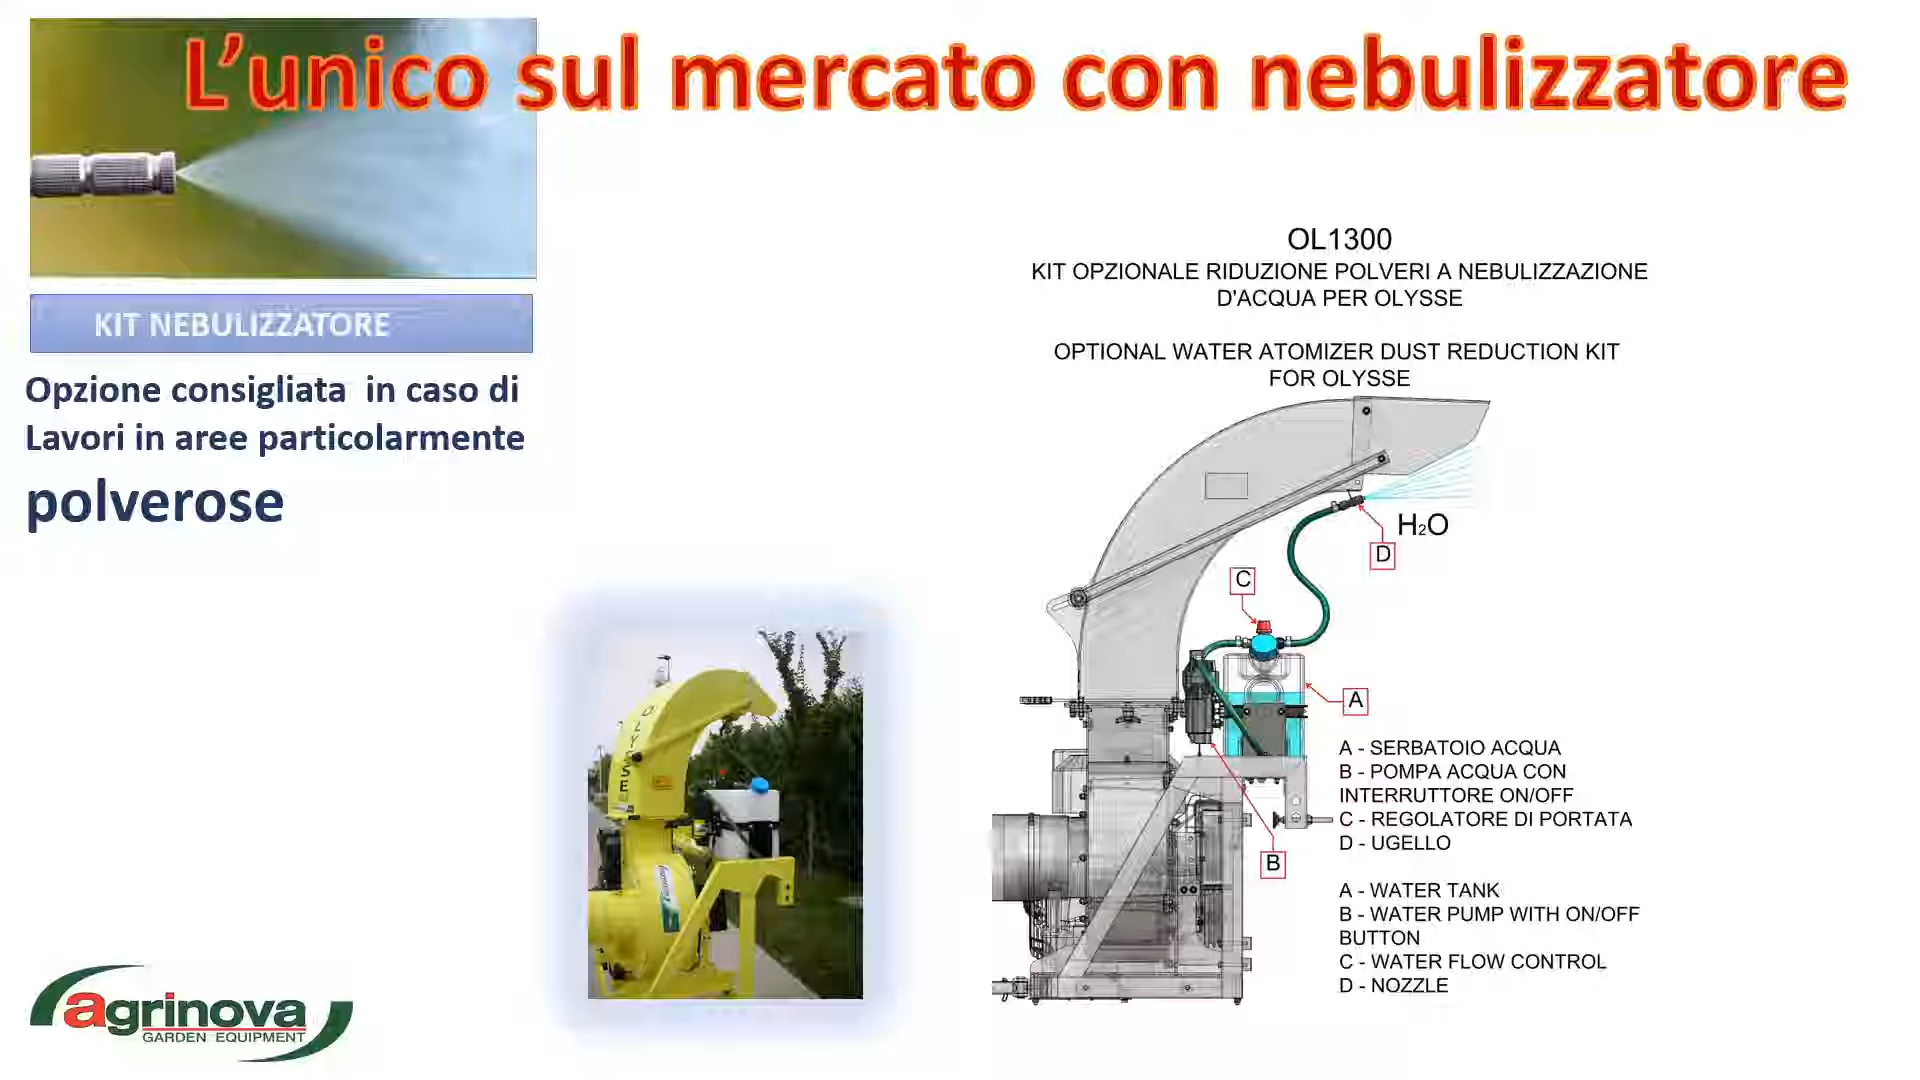 L'unico sul mercato con nebulizzatore
KIT NEBULIZZATORE
Opzione consigliata in caso di
Lavori in aree particolarmente
polverose
OL1300
KIT OPZIONALE RIDUZIONE POLVERI A NEBULIZZAZIONE
D'ACQUA PER OLYSSE
OPTIONAL WATER ATOMIZER DUST REDUCTION KIT
FOR OLYSSE
H₂O
D
C
A
B
A - SERBATOIO ACQUA
B - POMPA ACQUA CON
INTERRUTTORE ON/OFF
C - REGOLATORE DI PORTATA
D - UGELLO
A - WATER TANK
B - WATER PUMP WITH ON/OFF
BUTTON
C - WATER FLOW CONTROL
D - NOZZLE
OLYSSE
agrinova
GARDEN EQUIPMENT